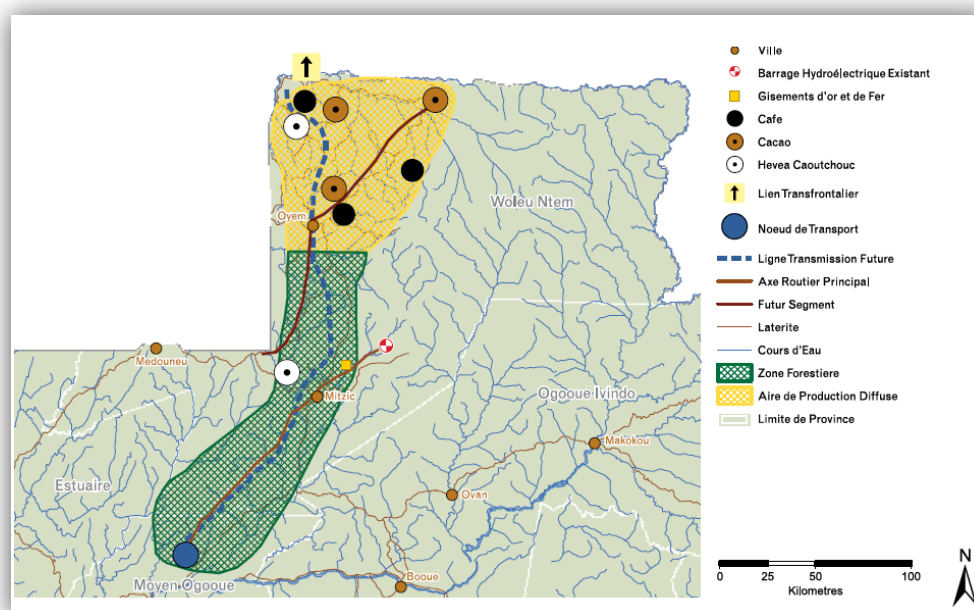 Ville
Barrage Hydroélectrique Existant
Gisements d'or et de Fer
Cafe
Cacao
Hevea Caoutchouc
Lien Transfrontalier
Noeud de Transport
Ligne Transmission Future
Axe Routier Principal
Futur Segment
Laterite
Cours d'Eau
Zone Forestiere
Aire de Production Diffuse
Limite de Province
Woleu Ntem
Oyem
Medouneu
Mitzic
Ogooue Ivindo
Makokou
Estuaire
Ovan
Booue
Moyen Ogooue
N
0 25 50 100
Kilometres